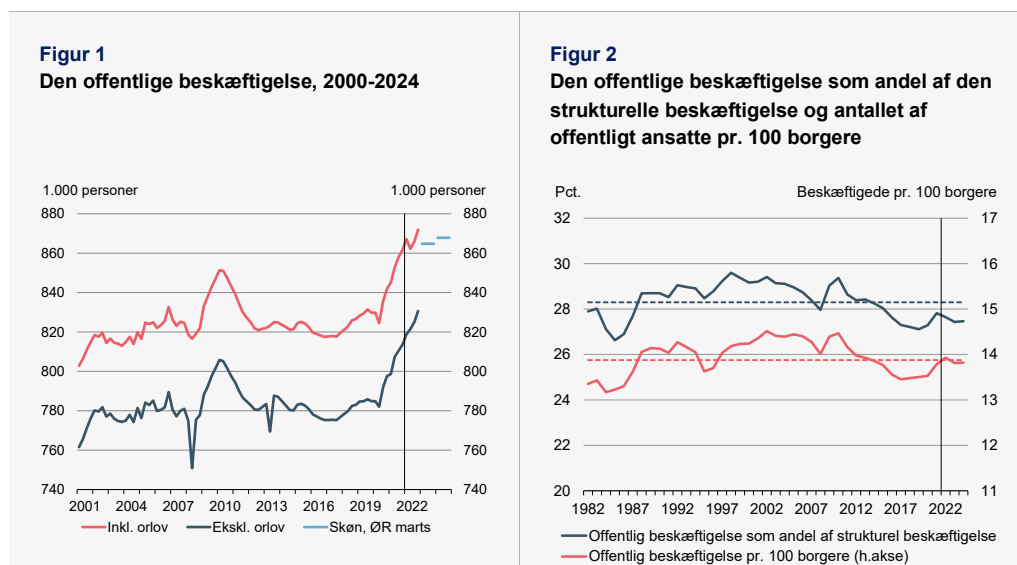 Figur 1
Den offentlige beskæftigelse, 2000-2024
1.000 personer 1.000 personer
880 880
860 860
840 840
820 820
800 800
780 780
760 760
740 740
2001 2004 2007 2010 2013 2016 2019 2022
Inkl. orlov Ekskl. orlov Skøn, ØR marts
Figur 2
Den offentlige beskæftigelse som andel af den
strukturelle beskæftigelse og antallet af
offentligt ansatte pr. 100 borgere
Pct. Beskæftigede pr. 100 borgere
32 17
30 16
28 15
26 14
24 13
22 12
20 11
1982 1987 1992 1997 2002 2007 2012 2017 2022
Offentlig beskæftigelse som andel af strukturel beskæftigelse
Offentlig beskæftigelse pr. 100 borgere (h.akse)